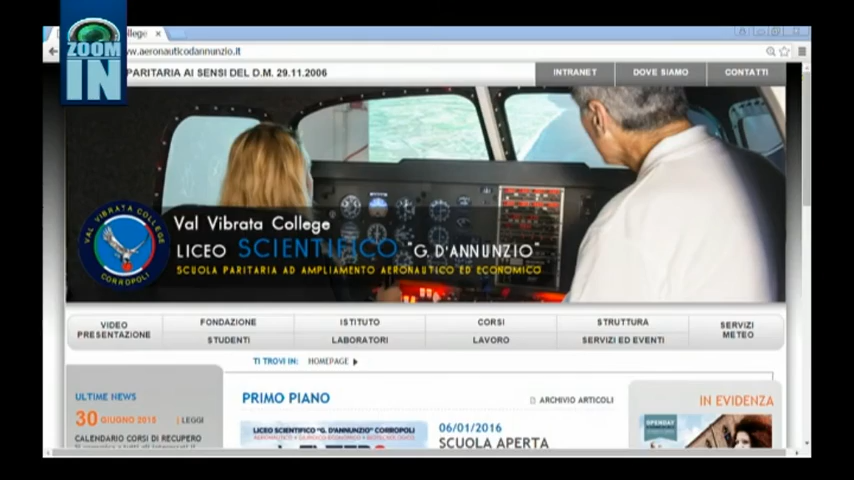 ZOOM
IN
llege
w.aeronauticodannunzio.it
PARITARIA AI SENSI DEL D.M. 29.11.2006
INTRANET
DOVE SIAMO
CONTATTI
VAL VIBRATA COLLEGE
CORROPOLI
Val Vibrata College
LICEO SCIENTIFICO "G. D'ANNUNZIO"
SCUOLA PARITARIA AD AMPLIAMENTO AERONAUTICO ED ECONOMICO
VIDEO
PRESENTAZIONE
FONDAZIONE
ISTITUTO
CORSI
STRUTTURA
SERVIZI
METEO
STUDENTI
LABORATORI
LAVORO
SERVIZI ED EVENTI
TI TROVI IN: HOMEPAGE
ULTIME NEWS
30 GIUGNO 2015 | LEGGI
CALENDARIO CORSI DI RECUPERO
PRIMO PIANO
ARCHIVIO ARTICOLI
LICEO SCIENTIFICO "G. D'ANNUNZIO" CORROPOLI
06/01/2016
SCUOLA APERTA
IN EVIDENZA
OPENDAY